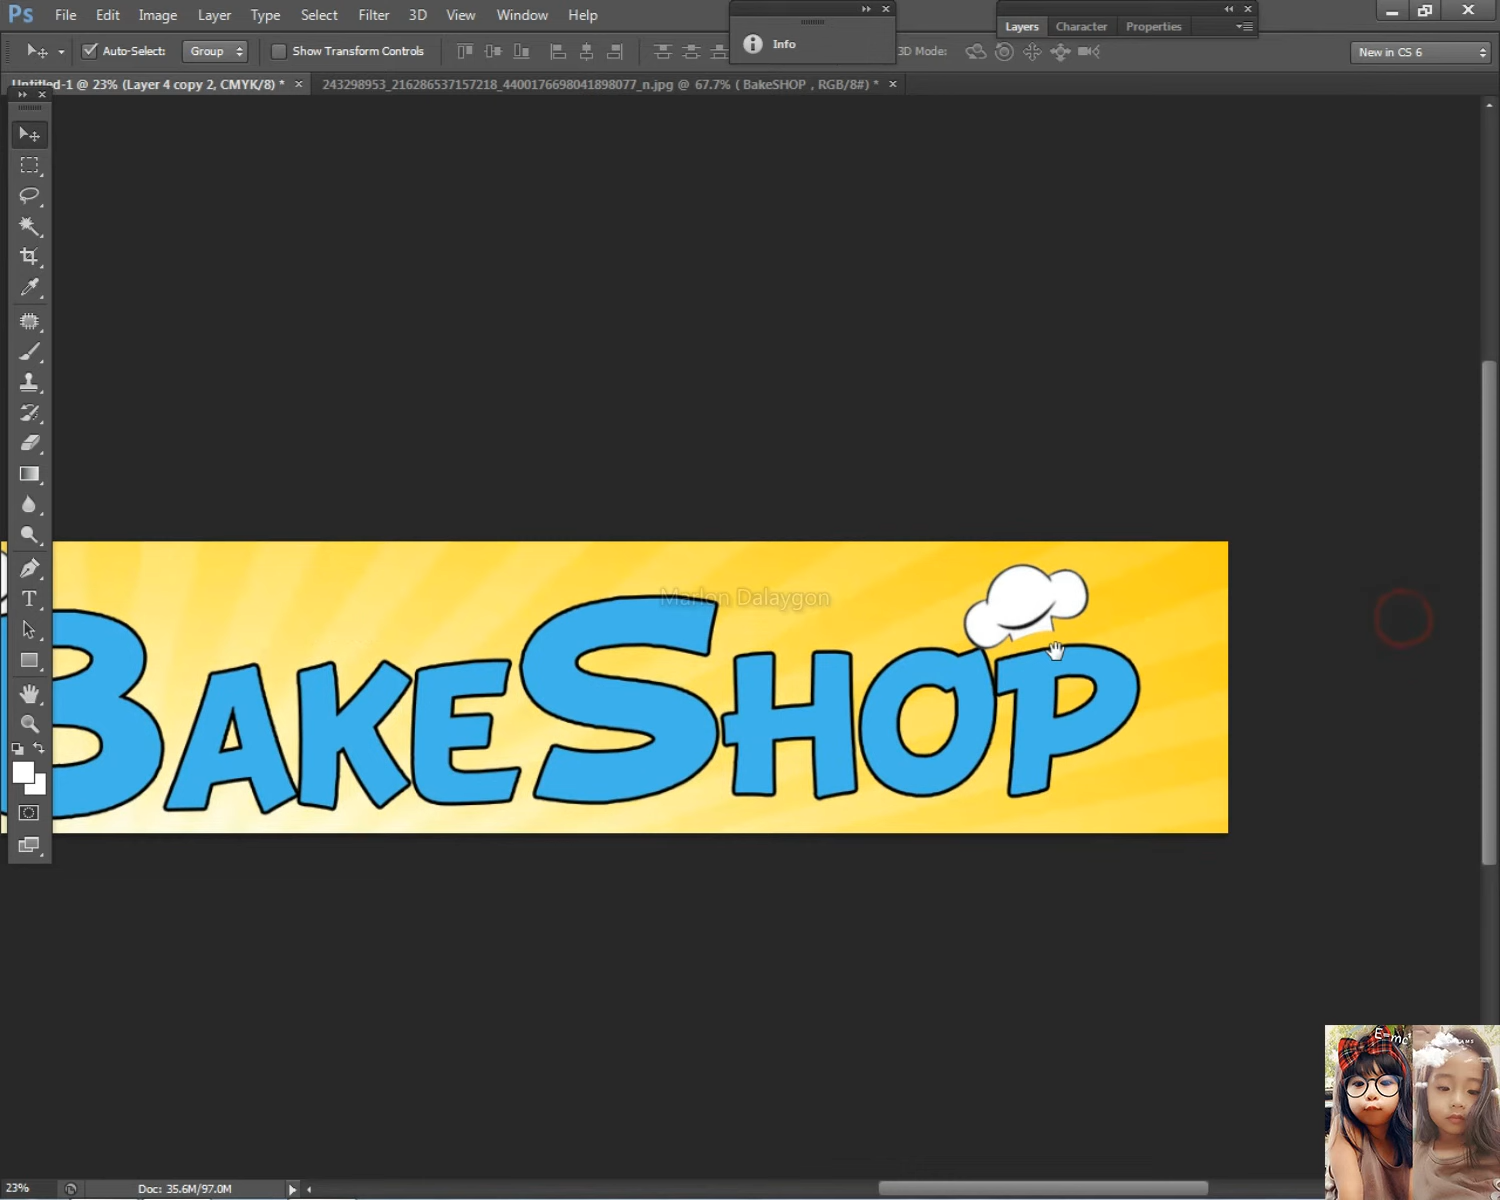 Ps File Edit Image Layer Type Select Filter 3D View Window Help
Auto-Select: Group Show Transform Controls
Info
3D Mode:
Layers Character Properties
New in CS 6
Untitled-1 @ 23% (Layer 4 copy 2, CMYK/8) *
243298953_216286537157218_4400176698041898077_n.jpg @ 67.7% ( BakeSHOP , RGB/8#) *
Marlon Dalaygon
BAKESHOP
E=mc²
23%
Doc: 35.6M/97.0M